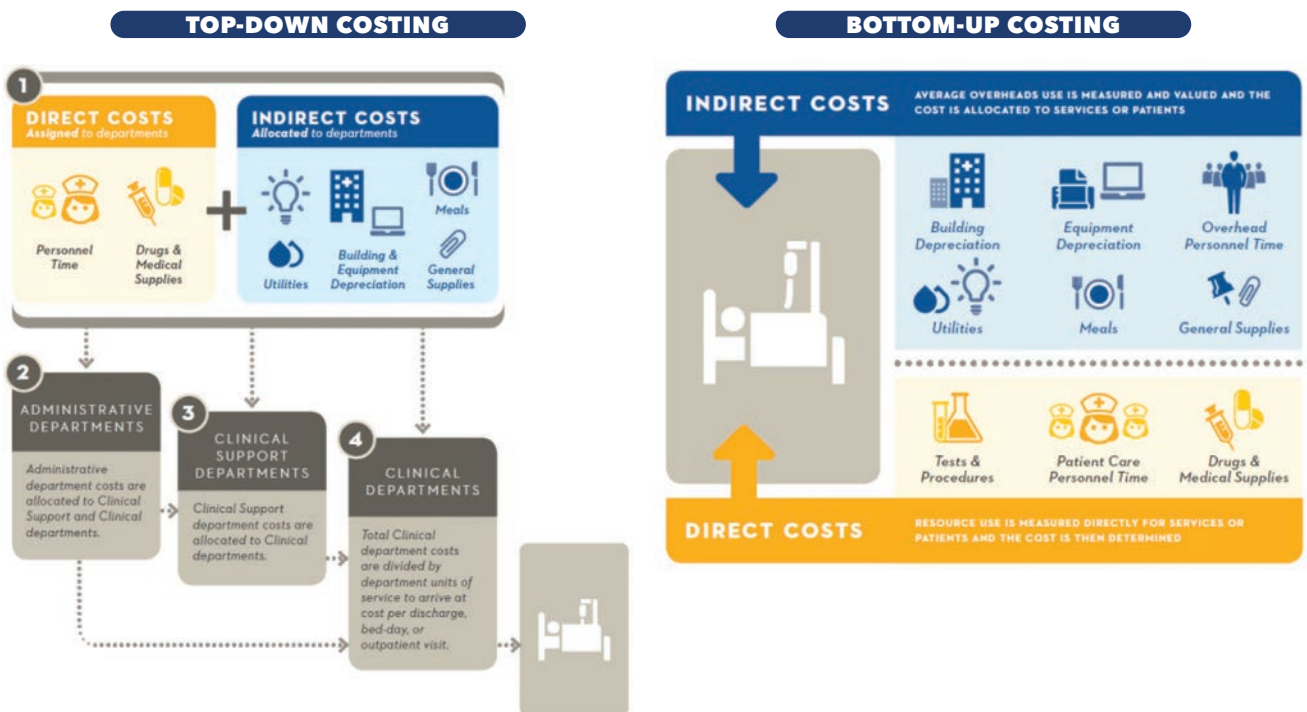 TOP-DOWN COSTING
1
DIRECT COSTS
Assigned to departments
Personnel
Time
Drugs &
Medical
Supplies
+
INDIRECT COSTS
Allocated to departments
Utilities
Building &
Equipment
Depreciation
Meals
General
Supplies
2
ADMINISTRATIVE
DEPARTMENTS
Administrative
department costs are
allocated to Clinical
Support and Clinical
departments.
3
CLINICAL
SUPPORT
DEPARTMENTS
Clinical Support
department costs are
allocated to Clinical
departments.
4
CLINICAL
DEPARTMENTS
Total Clinical
department costs
are divided by
department units of
service to arrive at
cost per discharge,
bed-day, or
outpatient visit.
BOTTOM-UP COSTING
INDIRECT COSTS
AVERAGE OVERHEADS USE IS MEASURED AND VALUED AND THE
COST IS ALLOCATED TO SERVICES OR PATIENTS
Building
Depreciation
Equipment
Depreciation
Overhead
Personnel Time
Utilities
Meals
General Supplies
Tests &
Procedures
Patient Care
Personnel Time
Drugs &
Medical Supplies
DIRECT COSTS
RESOURCE USE IS MEASURED DIRECTLY FOR SERVICES OR
PATIENTS AND THE COST IS THEN DETERMINED